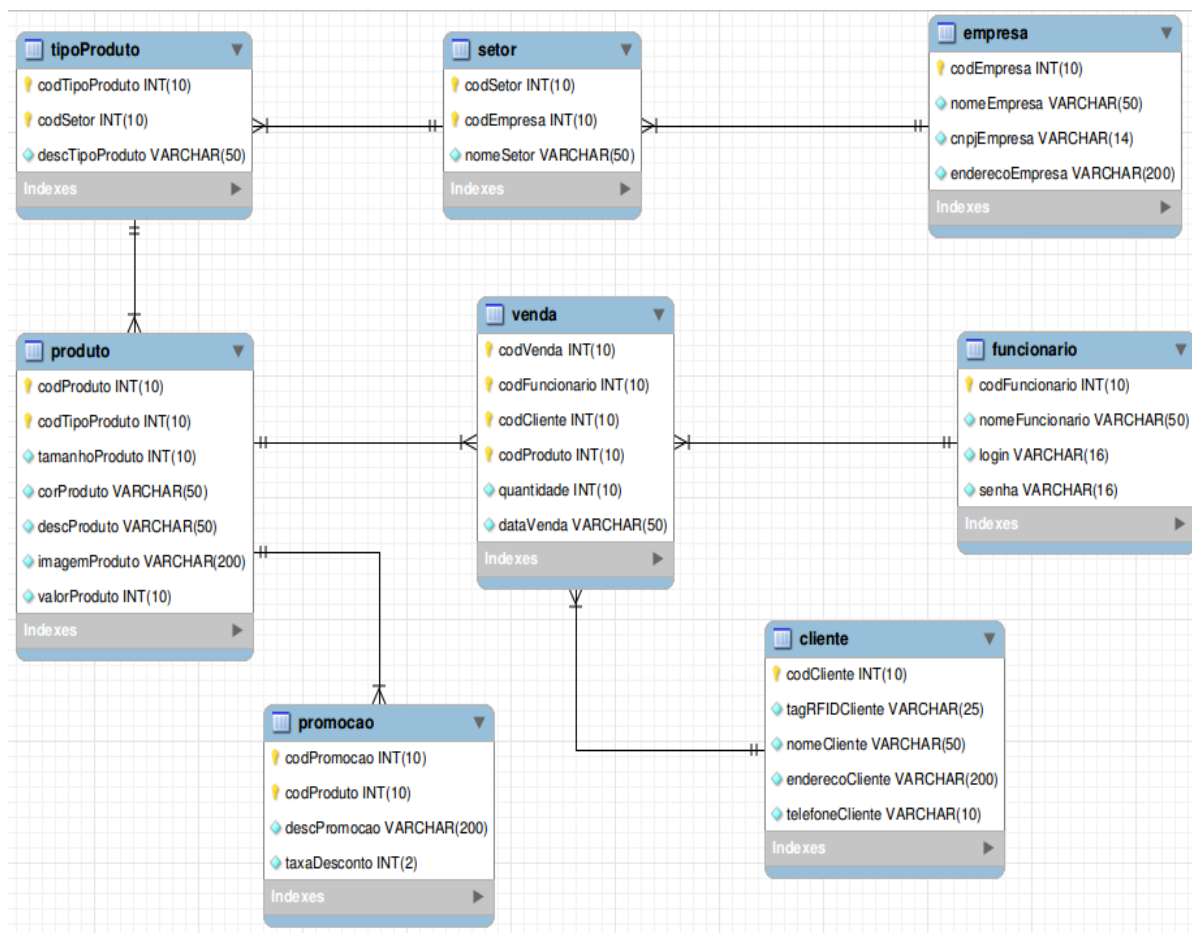 tipoProduto
codTipoProduto INT(10)
codSetor INT(10)
descTipoProduto VARCHAR(50)
Indexes
setor
codSetor INT(10)
codEmpresa INT(10)
nomeSetor VARCHAR(50)
Indexes
empresa
codEmpresa INT(10)
nomeEmpresa VARCHAR(50)
cnpjEmpresa VARCHAR(14)
enderecoEmpresa VARCHAR(200)
Indexes
produto
codProduto INT(10)
codTipoProduto INT(10)
tamanhoProduto INT(10)
corProduto VARCHAR(50)
descProduto VARCHAR(50)
imagemProduto VARCHAR(200)
valorProduto INT(10)
Indexes
venda
codVenda INT(10)
codFuncionario INT(10)
codCliente INT(10)
codProduto INT(10)
quantidade INT(10)
dataVenda VARCHAR(50)
Indexes
funcionario
codFuncionario INT(10)
nomeFuncionario VARCHAR(50)
login VARCHAR(16)
senha VARCHAR(16)
Indexes
promocao
codPromocao INT(10)
codProduto INT(10)
descPromocao VARCHAR(200)
taxaDesconto INT(2)
Indexes
cliente
codCliente INT(10)
tagRFIDCliente VARCHAR(25)
nomeCliente VARCHAR(50)
enderecoCliente VARCHAR(200)
telefoneCliente VARCHAR(10)
Indexes